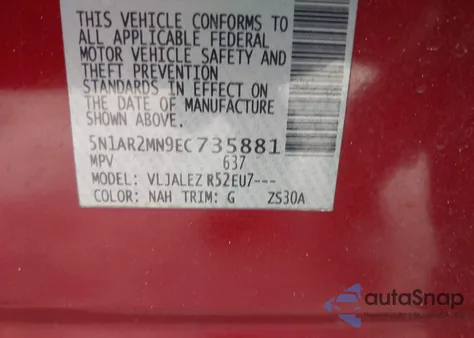 THIS VEHICLE CONFORMS TO
ALL APPLICABLE FEDERAL
MOTOR VEHICLE SAFETY AND
THEFT PREVENTION
STANDARDS IN EFFECT ON
THE DATE OF MANUFACTURE
SHOWN ABOVE.
5N1AR2MN9EC735881
MPV 637
MODEL: VLJALEZ R52EU7---
COLOR: NAH TRIM: G ZS30A
autaSnap